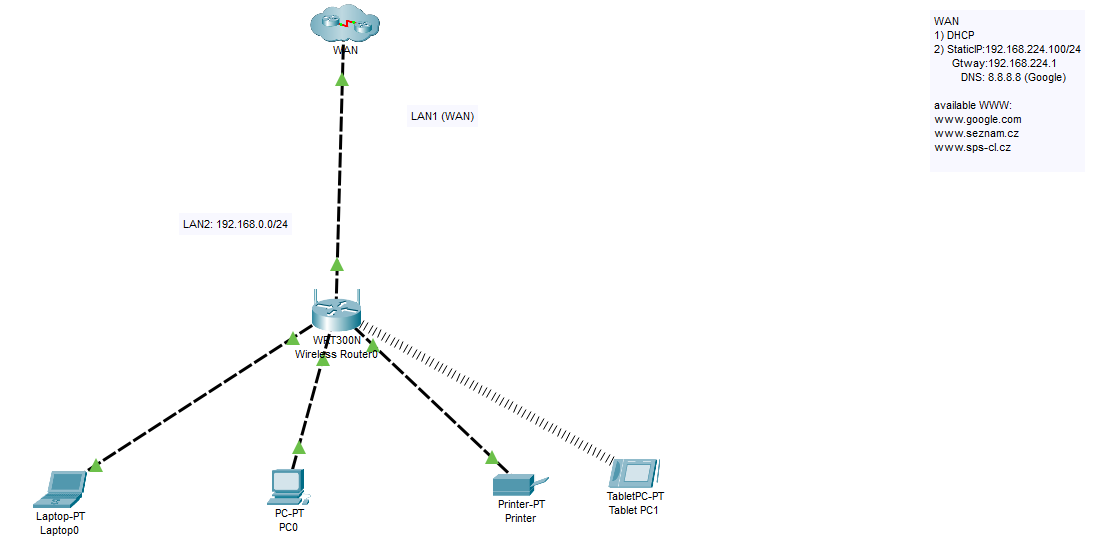 WAN
WAN
1) DHCP
2) StaticIP:192.168.224.100/24
Gtway:192.168.224.1
DNS: 8.8.8.8 (Google)
available WWW:
www.google.com
www.seznam.cz
www.sps-cl.cz
LAN1 (WAN)
LAN2: 192.168.0.0/24
WRT300N
Wireless Router0
Laptop-PT
Laptop0
PC-PT
PC0
Printer-PT
Printer
TabletPC-PT
Tablet PC1